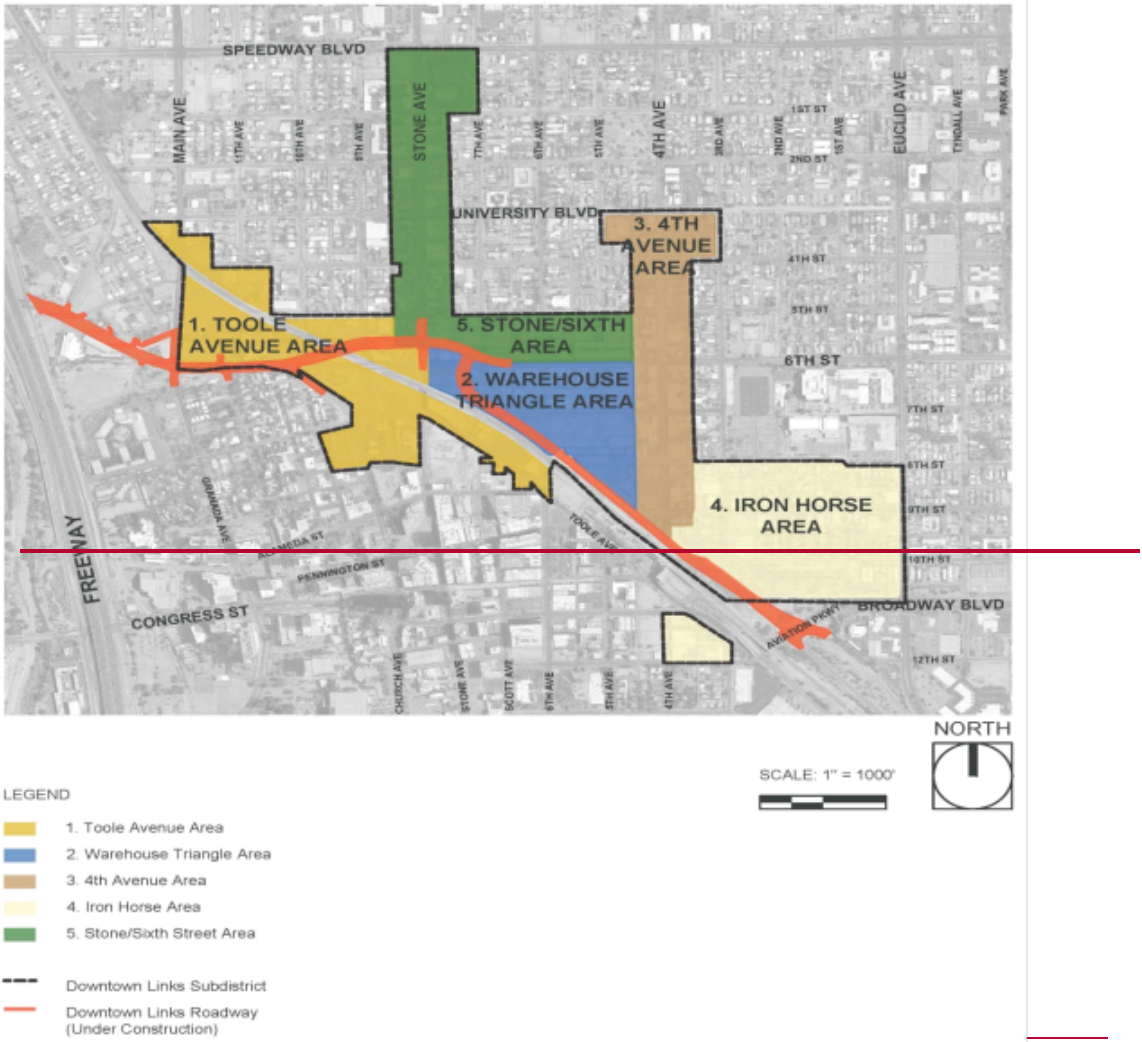 SPEEDWAY BLVD
MAIN AVE
11TH AVE
10TH AVE
9TH AVE
STONE AVE
7TH AVE
6TH AVE
5TH AVE
4TH AVE
3RD AVE
2ND AVE
1ST AVE
EUCLID AVE
TYNDALL AVE
PARK AVE
1ST ST
2ND ST
UNIVERSITY BLVD
3. 4TH
AVENUE
AREA
4TH ST
5TH ST
1. TOOLE
AVENUE AREA
5. STONE/SIXTH
AREA
6TH ST
2. WAREHOUSE
TRIANGLE AREA
7TH ST
8TH ST
4. IRON HORSE
AREA
9TH ST
GRANADA AVE
TOOLE AVE
ALAMEDA ST
10TH ST
PENNINGTON ST
FREEWAY
CONGRESS ST
BROADWAY BLVD
AVIATION PKWY
12TH ST
CHURCH AVE
STONE AVE
SCOTT AVE
6TH AVE
5TH AVE
4TH AVE
NORTH
SCALE: 1" = 1000'
LEGEND
1. Toole Avenue Area
2. Warehouse Triangle Area
3. 4th Avenue Area
4. Iron Horse Area
5. Stone/Sixth Street Area
Downtown Links Subdistrict
Downtown Links Roadway
(Under Construction)